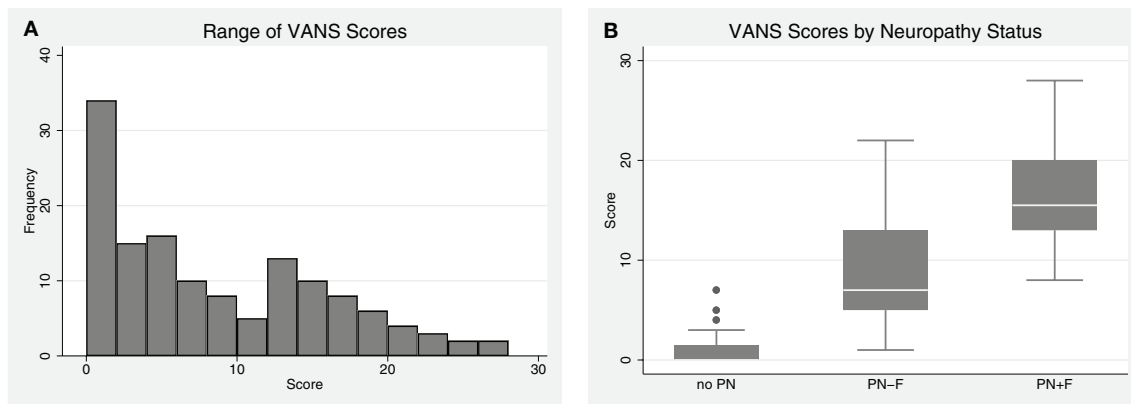 A
Range of VANS Scores
40
30
20
10
0
Frequency
0 10 20 30
Score
B
VANS Scores by Neuropathy Status
30
20
10
0
Score
no PN PN–F PN+F